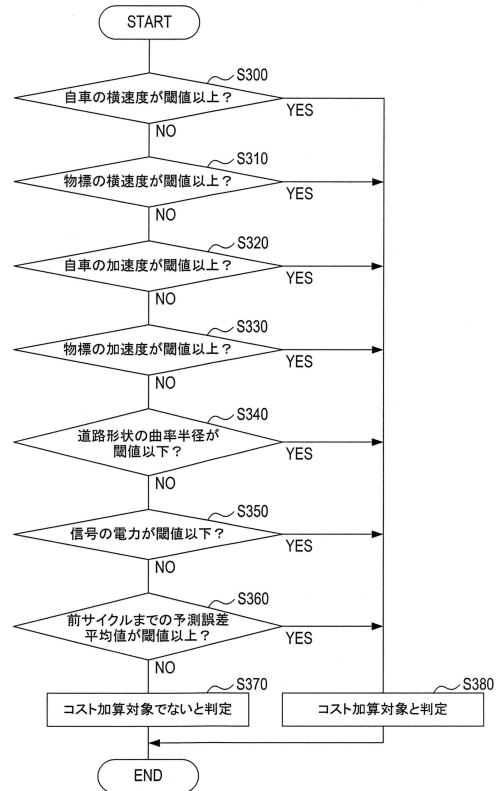 START
S300
自車の横速度が閾値以上?
YES
NO
S310
物標の横速度が閾値以上?
YES
NO
S320
自車の加速度が閾値以上?
YES
NO
S330
物標の加速度が閾値以上?
YES
NO
S340
道路形状の曲率半径が
閾値以下?
YES
NO
S350
信号の電力が閾値以下?
YES
NO
S360
前サイクルまでの予測誤差
平均値が閾値以上?
YES
NO
S370
コスト加算対象でないと判定
S380
コスト加算対象と判定
END